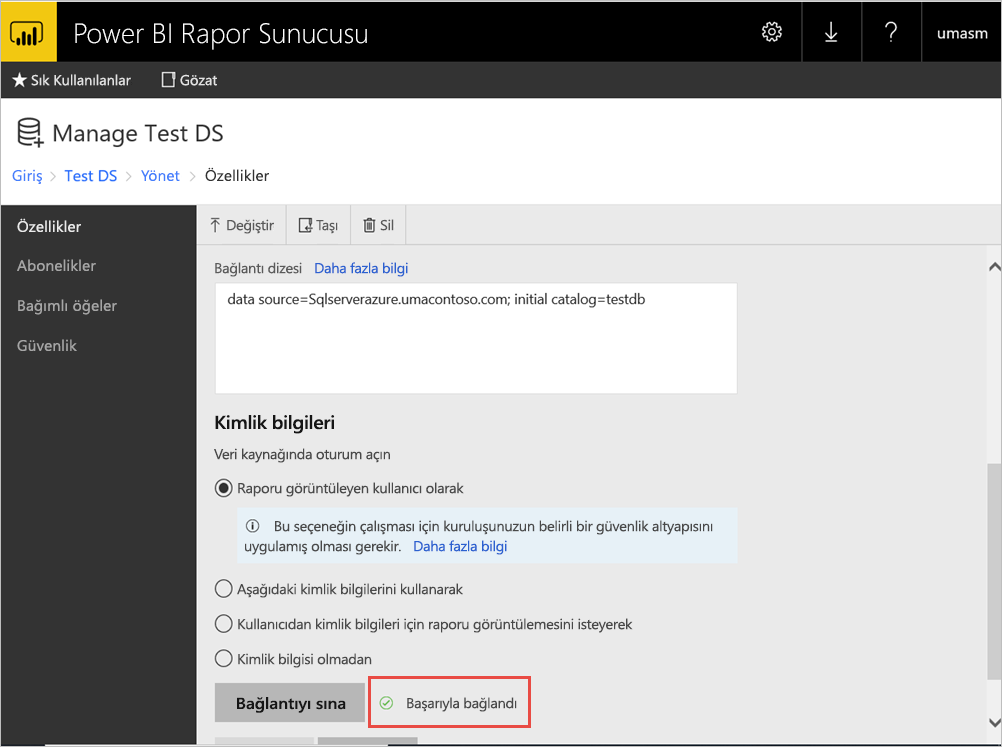 Power BI Rapor Sunucusu
?
umasm
Sık Kullanılanlar
Gözat
Manage Test DS
Giriş > Test DS > Yönet > Özellikler
Özellikler
Abonelikler
Bağımlı öğeler
Güvenlik
Değiştir
Taşı
Sil
Bağlantı dizesi Daha fazla bilgi
data source=Sqlserverazure.umacontoso.com; initial catalog=testdb
Kimlik bilgileri
Veri kaynağında oturum açın
Raporu görüntüleyen kullanıcı olarak
Bu seçeneğin çalışması için kuruluşunuzun belirli bir güvenlik altyapısını
uygulamış olması gerekir. Daha fazla bilgi
Aşağıdaki kimlik bilgilerini kullanarak
Kullanıcıdan kimlik bilgileri için raporu görüntülemesini isteyerek
Kimlik bilgisi olmadan
Bağlantıyı sına
Başarıyla bağlandı